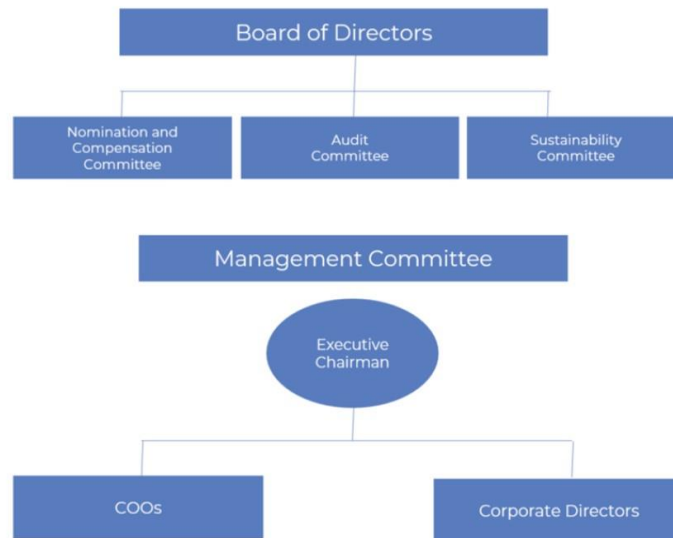 Board of Directors
Nomination and
Compensation
Committee
Audit
Committee
Sustainability
Committee
Management Committee
Executive
Chairman
COOs
Corporate Directors